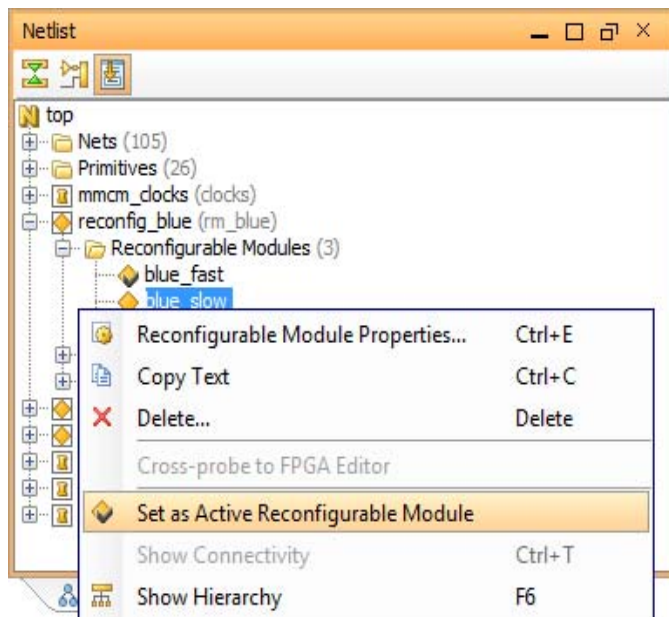 Netlist
top
Nets (105)
Primitives (26)
mmcm_clocks (clocks)
reconfig_blue (rm_blue)
Reconfigurable Modules (3)
blue_fast
blue_slow
Reconfigurable Module Properties... Ctrl+E
Copy Text Ctrl+C
Delete... Delete
Cross-probe to FPGA Editor
Set as Active Reconfigurable Module
Show Connectivity Ctrl+T
Show Hierarchy F6